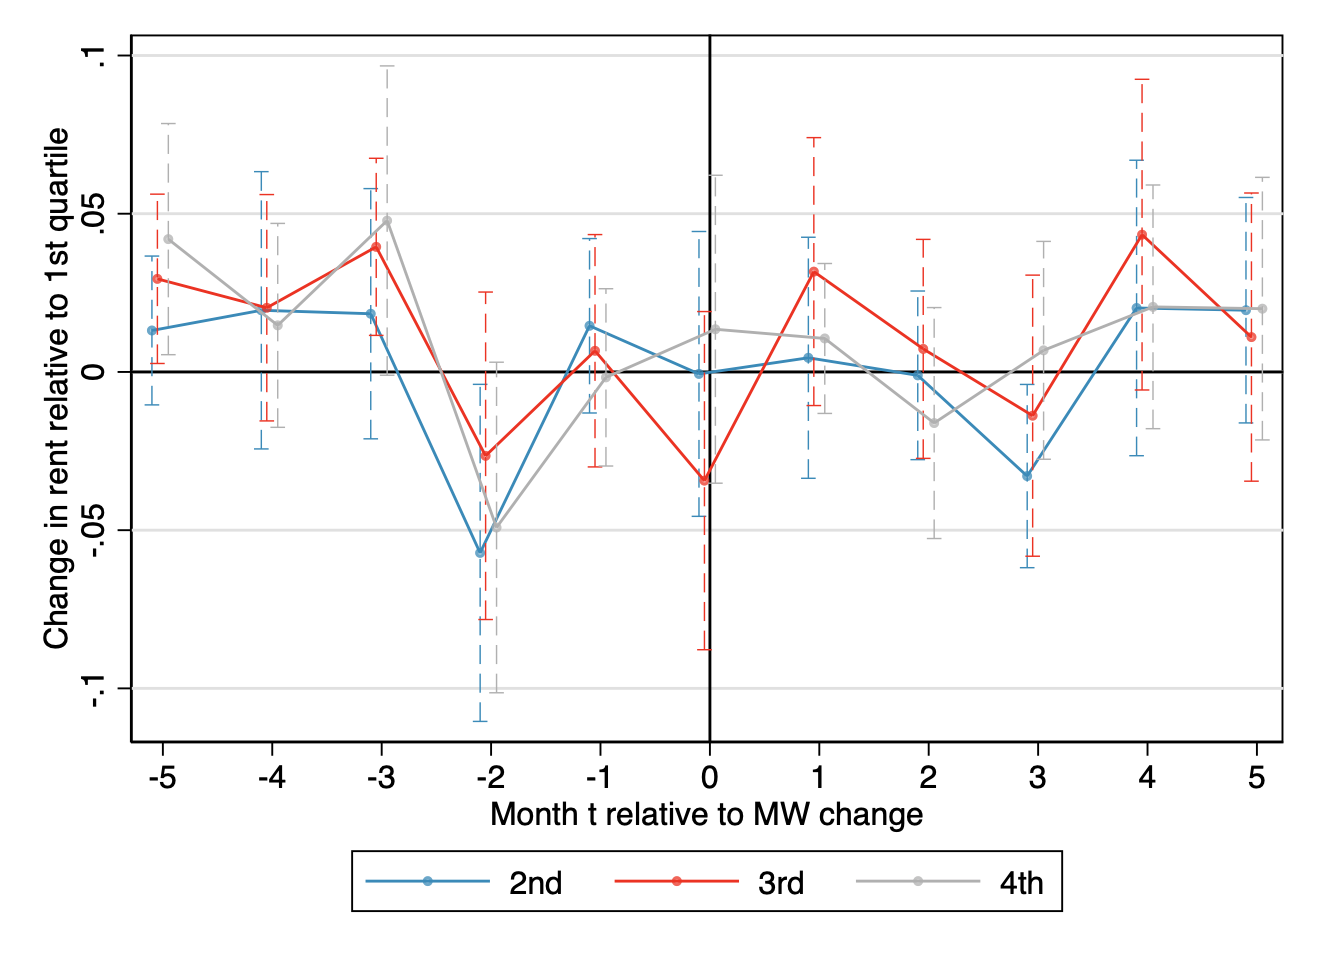 Change in rent relative to 1st quartile
.1
.05
0
-.05
-.1
-5 -4 -3 -2 -1 0 1 2 3 4 5
Month t relative to MW change
2nd 3rd 4th